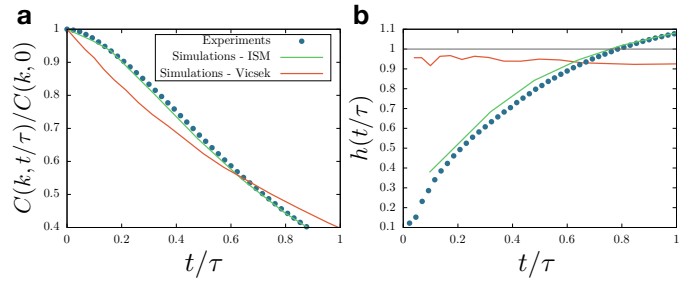 a
C(k, t/τ)/C(k, 0)
1
0.9
0.8
0.7
0.6
0.5
0.4
Experiments
Simulations - ISM
Simulations - Vicsek
0 0.2 0.4 0.6 0.8 1
t/τ
b
h(t/τ)
1.1
1
0.9
0.8
0.7
0.6
0.5
0.4
0.3
0.2
0.1
0 0.2 0.4 0.6 0.8 1
t/τ